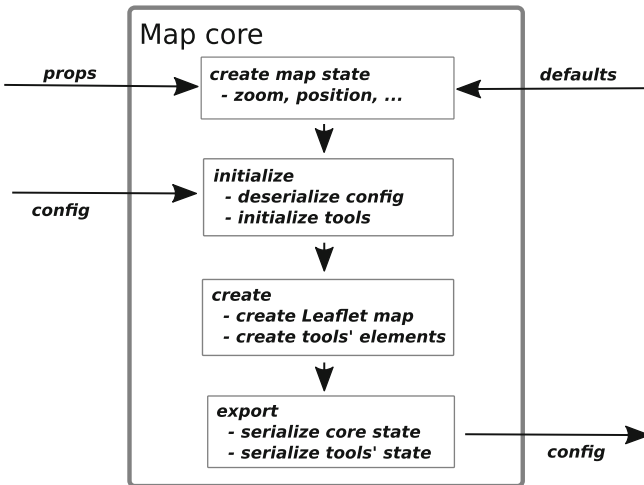 Map core
props
create map state
- zoom, position, ...
defaults
initialize
- deserialize config
- initialize tools
config
create
- create Leaflet map
- create tools' elements
export
- serialize core state
- serialize tools' state
config